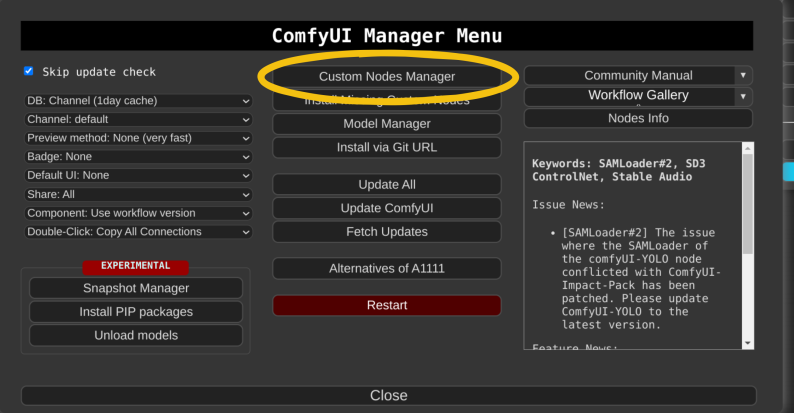 ComfyUI Manager Menu
Skip update check
DB: Channel (1day cache)
Channel: default
Preview method: None (very fast)
Badge: None
Default UI: None
Share: All
Component: Use workflow version
Double-Click: Copy All Connections
EXPERIMENTAL
Snapshot Manager
Install PIP packages
Unload models
Custom Nodes Manager
Install Missing Custom Nodes
Model Manager
Install via Git URL
Update All
Update ComfyUI
Fetch Updates
Alternatives of A1111
Restart
Community Manual
Workflow Gallery
Nodes Info
Keywords: SAMLoader#2, SD3
ControlNet, Stable Audio
Issue News:
• [SAMLoader#2] The issue
where the SAMLoader of
the comfyUI-YOLO node
conflicted with ComfyUI-
Impact-Pack has been
patched. Please update
ComfyUI-YOLO to the
latest version.
Feature News:
Close